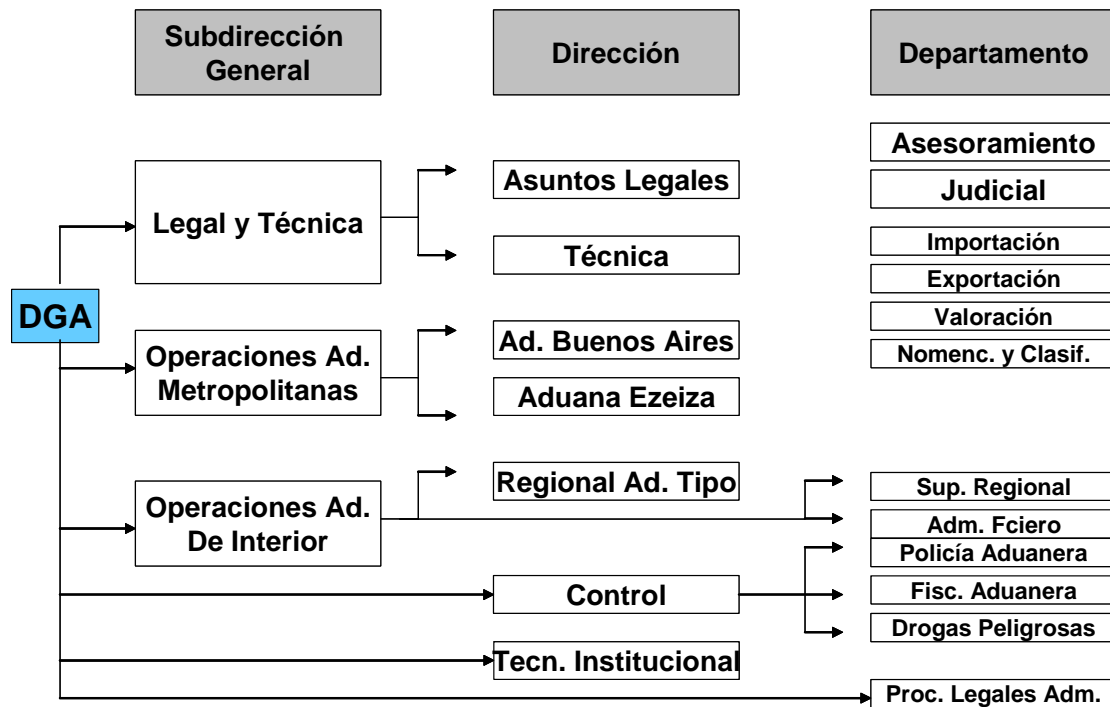 Subdirección
General
Dirección
Departamento
Asesoramiento
Judicial
Legal y Técnica
Asuntos Legales
Técnica
Importación
Exportación
Valoración
Nomenc. y Clasif.
DGA
Operaciones Ad.
Metropolitanas
Ad. Buenos Aires
Aduana Ezeiza
Operaciones Ad.
De Interior
Regional Ad. Tipo
Sup. Regional
Adm. Fciero
Policía Aduanera
Control
Fisc. Aduanera
Drogas Peligrosas
Tecn. Institucional
Proc. Legales Adm.